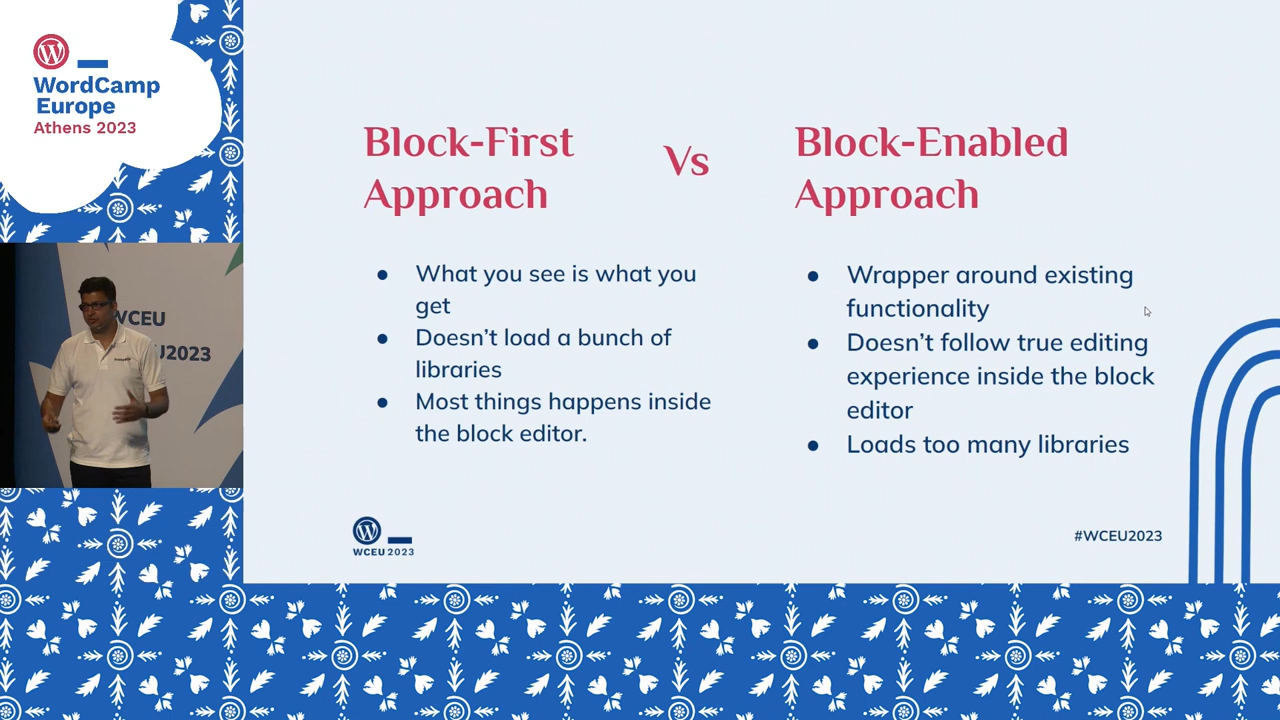 WordCamp
Europe
Athens 2023
WCEU
U2023
Block-First
Approach
Vs
Block-Enabled
Approach
● What you see is what you
get
● Doesn’t load a bunch of
libraries
● Most things happens inside
the block editor.
● Wrapper around existing
functionality
● Doesn’t follow true editing
experience inside the block
editor
● Loads too many libraries
WCEU 2023
#WCEU2023